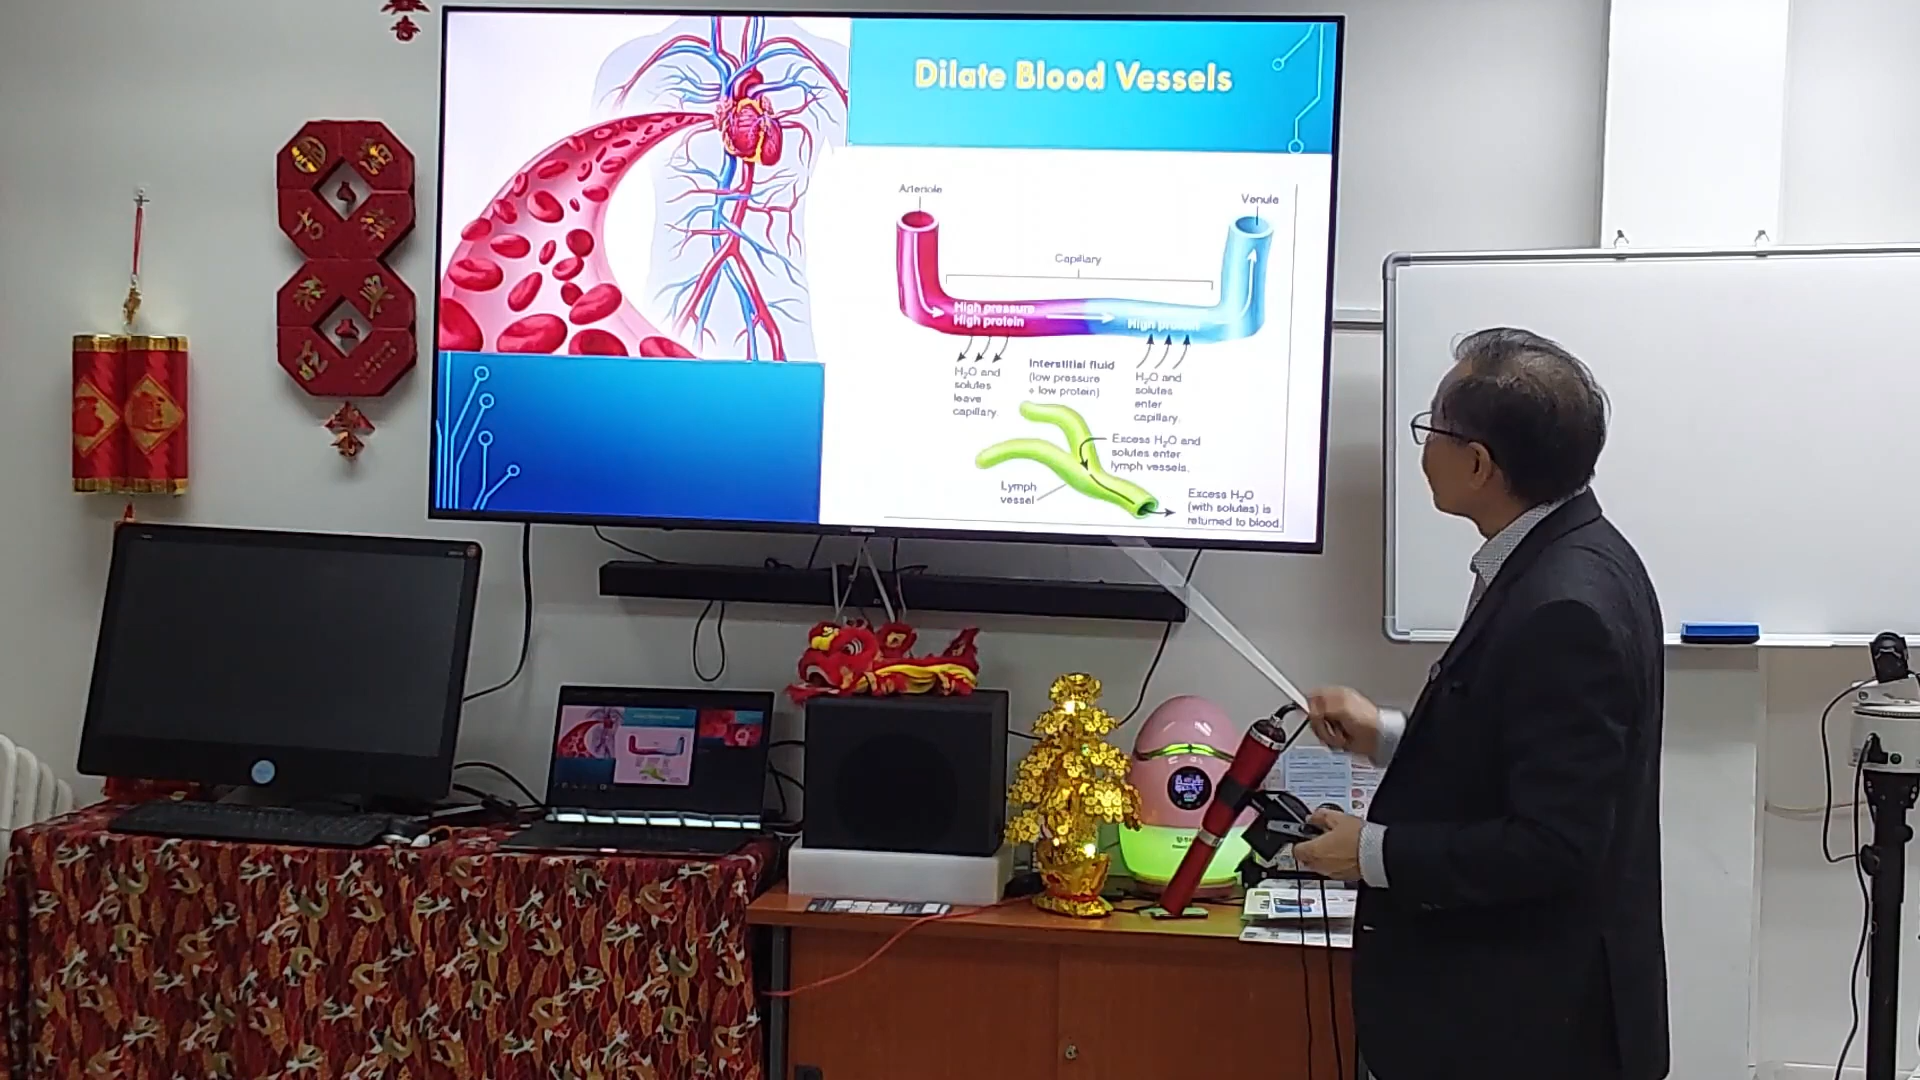 Dilate Blood Vessels
Arteriole
Venule
Capillary
High pressure
High protein
High protein
H₂O and
solutes
leave
capillary.
Interstitial fluid
(low pressure
+ low protein)
H₂O and
solutes
enter
capillary.
Excess H₂O and
solutes enter
lymph vessels.
Lymph
vessel
Excess H₂O
(with solutes) is
returned to blood.
吉祥